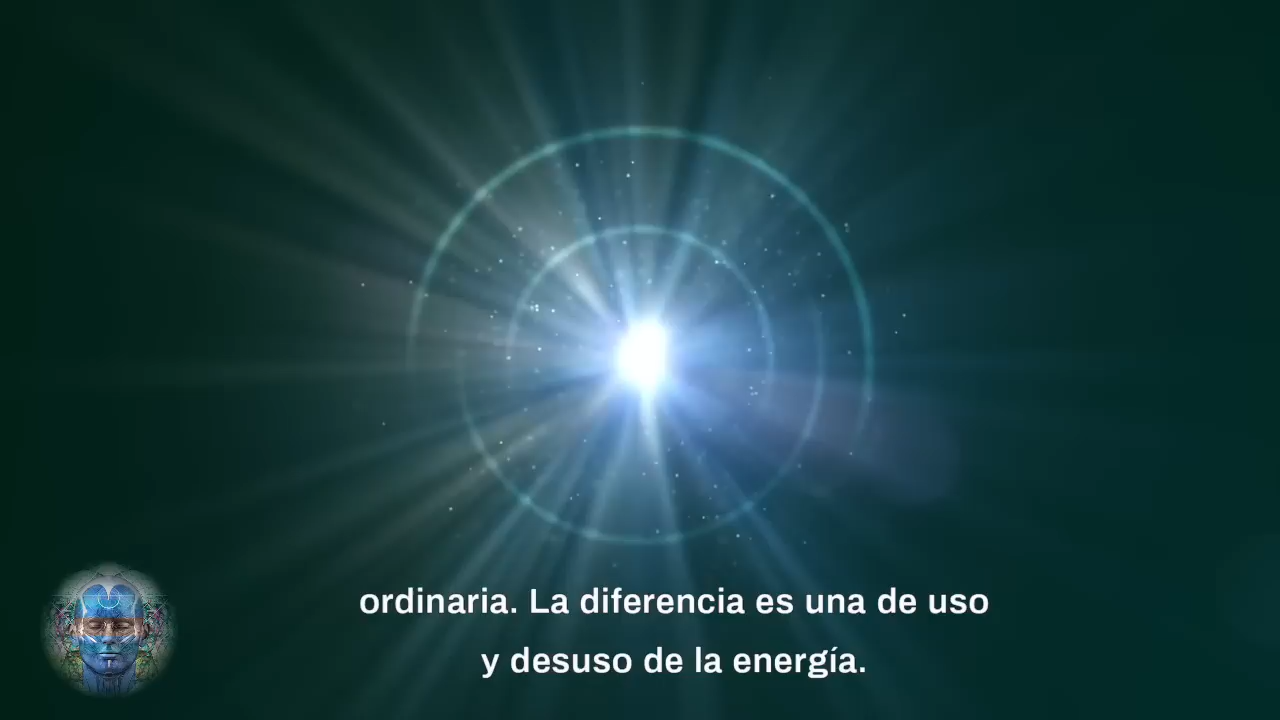 ordinaria. La diferencia es una de uso
y desuso de la energía.